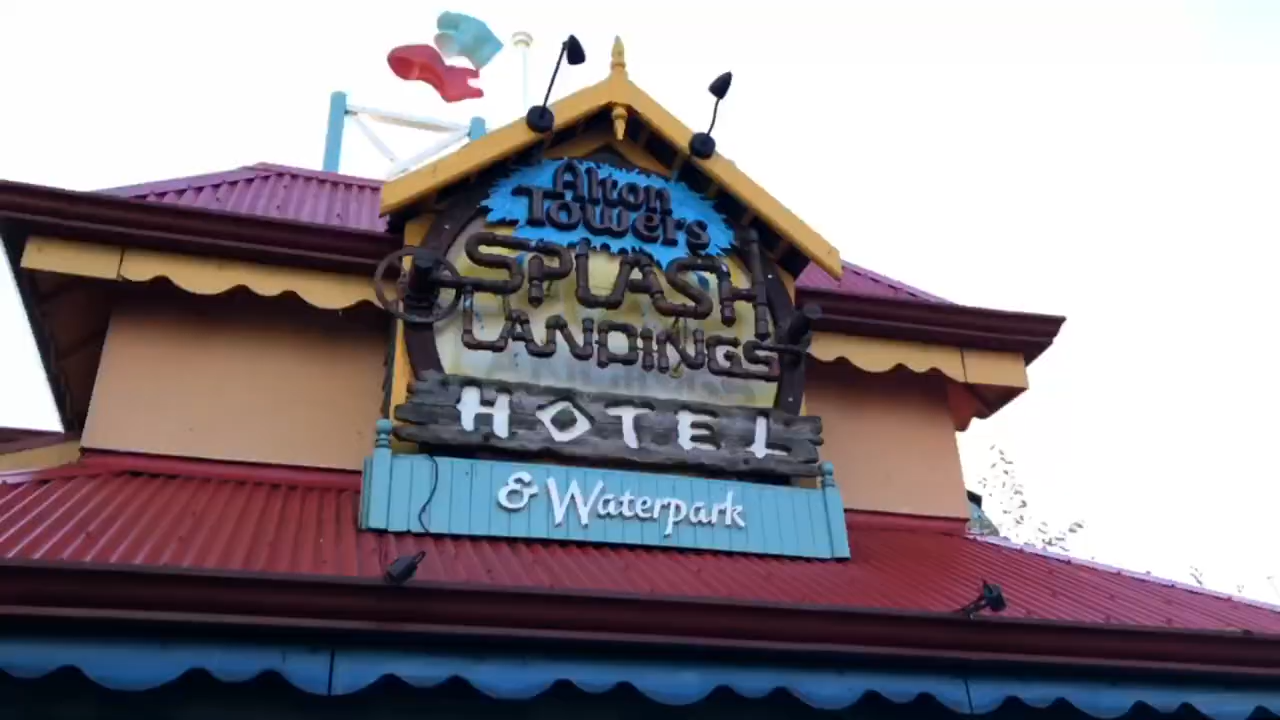 Alton
Towers
SPLASH
LANDINGS
HOTEL
& Waterpark